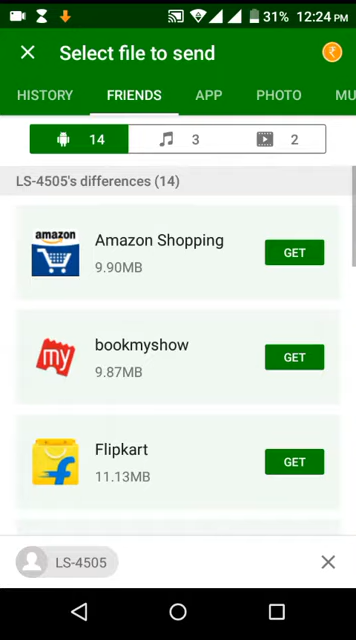 31% 12:24 PM
Select file to send
HISTORY FRIENDS APP PHOTO MU
14 3 2
LS-4505's differences (14)
amazon
Amazon Shopping
9.90MB
GET
my
bookmyshow
9.87MB
GET
f
Flipkart
11.13MB
GET
LS-4505